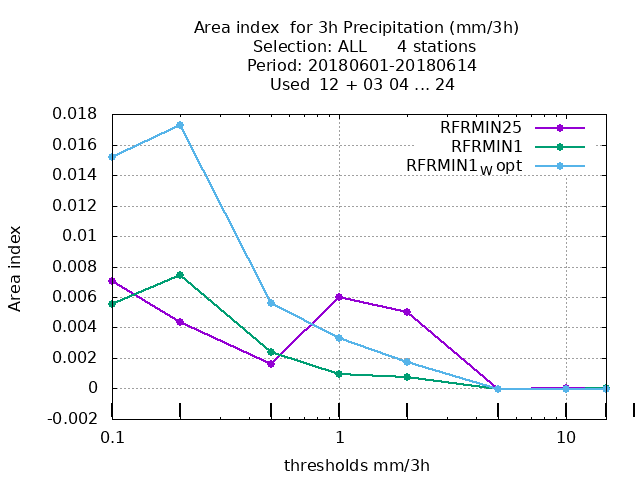 Area index  for 3h Precipitation (mm/3h)
Selection: ALL      4 stations
Period: 20180601-20180614
Used  12 + 03 04 ... 24
RFRMIN25
RFRMIN1
RFRMIN1W opt
0.018
0.016
0.014
0.012
0.01
0.008
0.006
0.004
0.002
0
-0.002
Area index
0.1 1 10
thresholds mm/3h